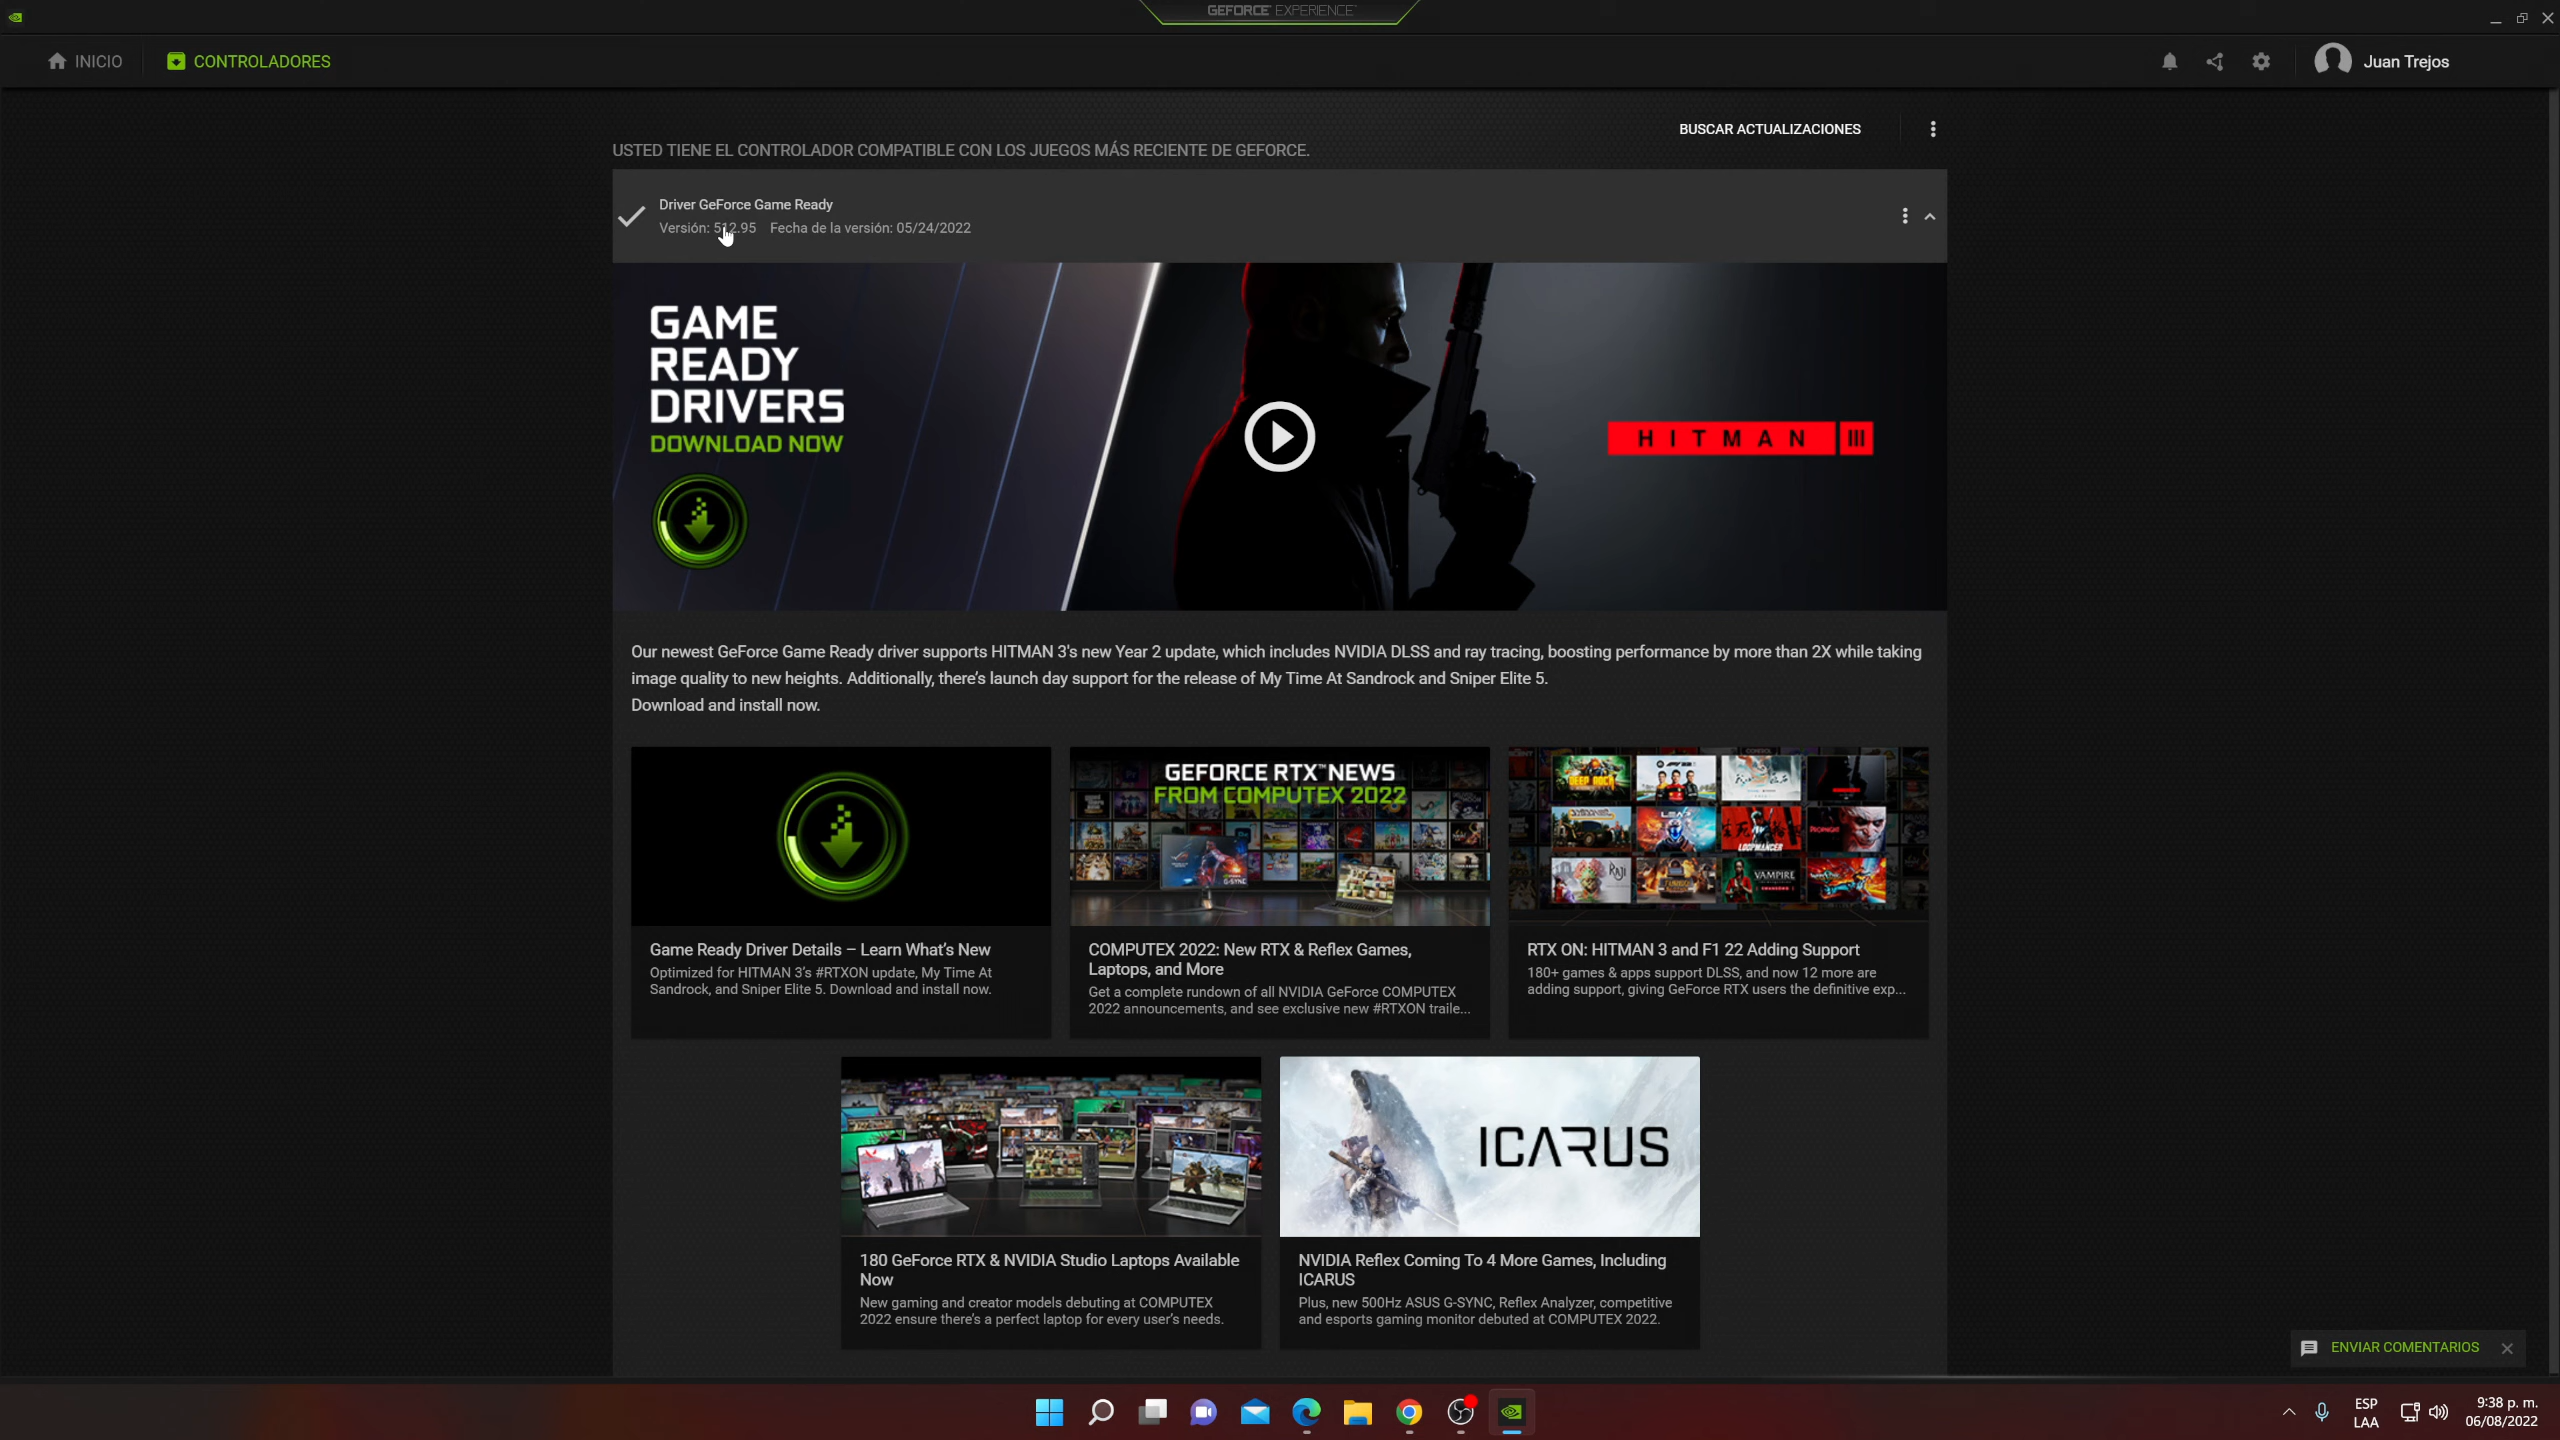 GEFORCE EXPERIENCE
INICIO
CONTROLADORES
Juan Trejos
BUSCAR ACTUALIZACIONES
USTED TIENE EL CONTROLADOR COMPATIBLE CON LOS JUEGOS MÁS RECIENTE DE GEFORCE.
Driver GeForce Game Ready
Versión: 512.95 Fecha de la versión: 05/24/2022
GAME
READY
DRIVERS
DOWNLOAD NOW
HITMAN III
Our newest GeForce Game Ready driver supports HITMAN 3's new Year 2 update, which includes NVIDIA DLSS and ray tracing, boosting performance by more than 2X while taking
image quality to new heights. Additionally, there's launch day support for the release of My Time At Sandrock and Sniper Elite 5.
Download and install now.
GEFORCE RTX™ NEWS
FROM COMPUTEX 2022
G-SYNC
DEEP ROCK
LOOPMANCER
RAJI
VAMPIRE
Game Ready Driver Details – Learn What's New
Optimized for HITMAN 3's #RTXON update, My Time At
Sandrock, and Sniper Elite 5. Download and install now.
COMPUTEX 2022: New RTX & Reflex Games,
Laptops, and More
Get a complete rundown of all NVIDIA GeForce COMPUTEX
2022 announcements, and see exclusive new #RTXON traile...
RTX ON: HITMAN 3 and F1 22 Adding Support
180+ games & apps support DLSS, and now 12 more are
adding support, giving GeForce RTX users the definitive exp...
ICARUS
180 GeForce RTX & NVIDIA Studio Laptops Available
Now
New gaming and creator models debuting at COMPUTEX
2022 ensure there's a perfect laptop for every user's needs.
NVIDIA Reflex Coming To 4 More Games, Including
ICARUS
Plus, new 500Hz ASUS G-SYNC, Reflex Analyzer, competitive
and esports gaming monitor debuted at COMPUTEX 2022.
ENVIAR COMENTARIOS
ESP
LAA
9:38 p. m.
06/08/2022